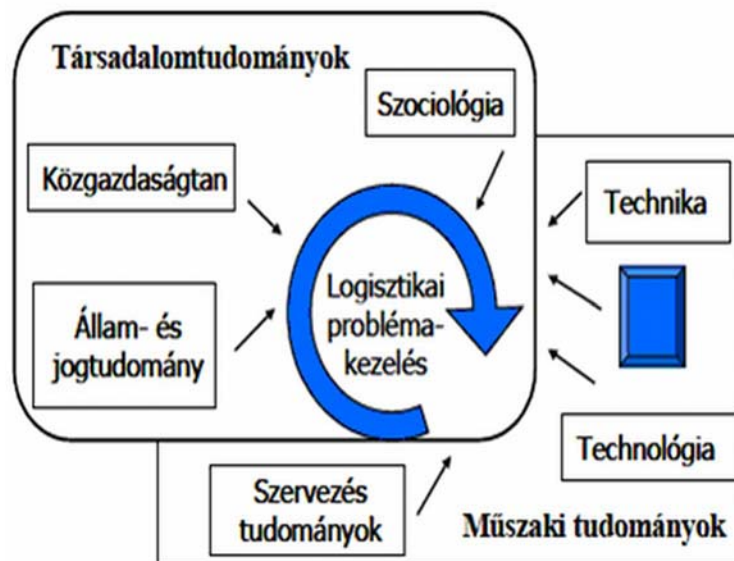 Társadalomtudományok
Szociológia
Közgazdaságtan
Technika
Állam- és
jogtudomány
Logisztikai
probléma-
kezelés
Technológia
Szervezés
tudományok
Műszaki tudományok